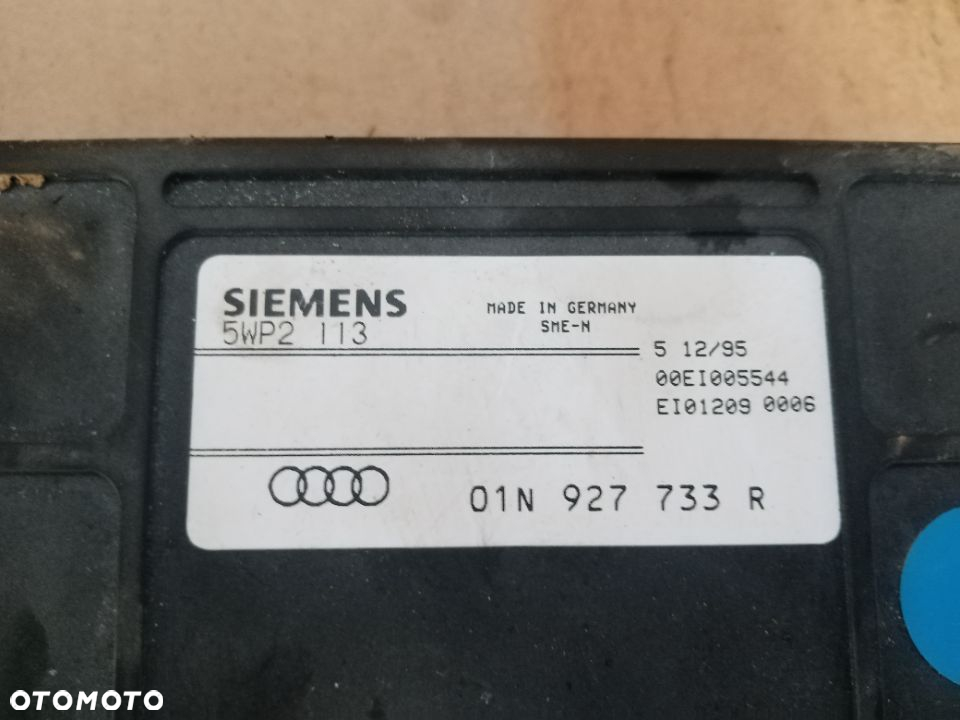 SIEMENS
5WP2 113
MADE IN GERMANY
SME-N
5 12/95
00EI005544
EI01209 0006
01N 927 733 R
OTOMOTO